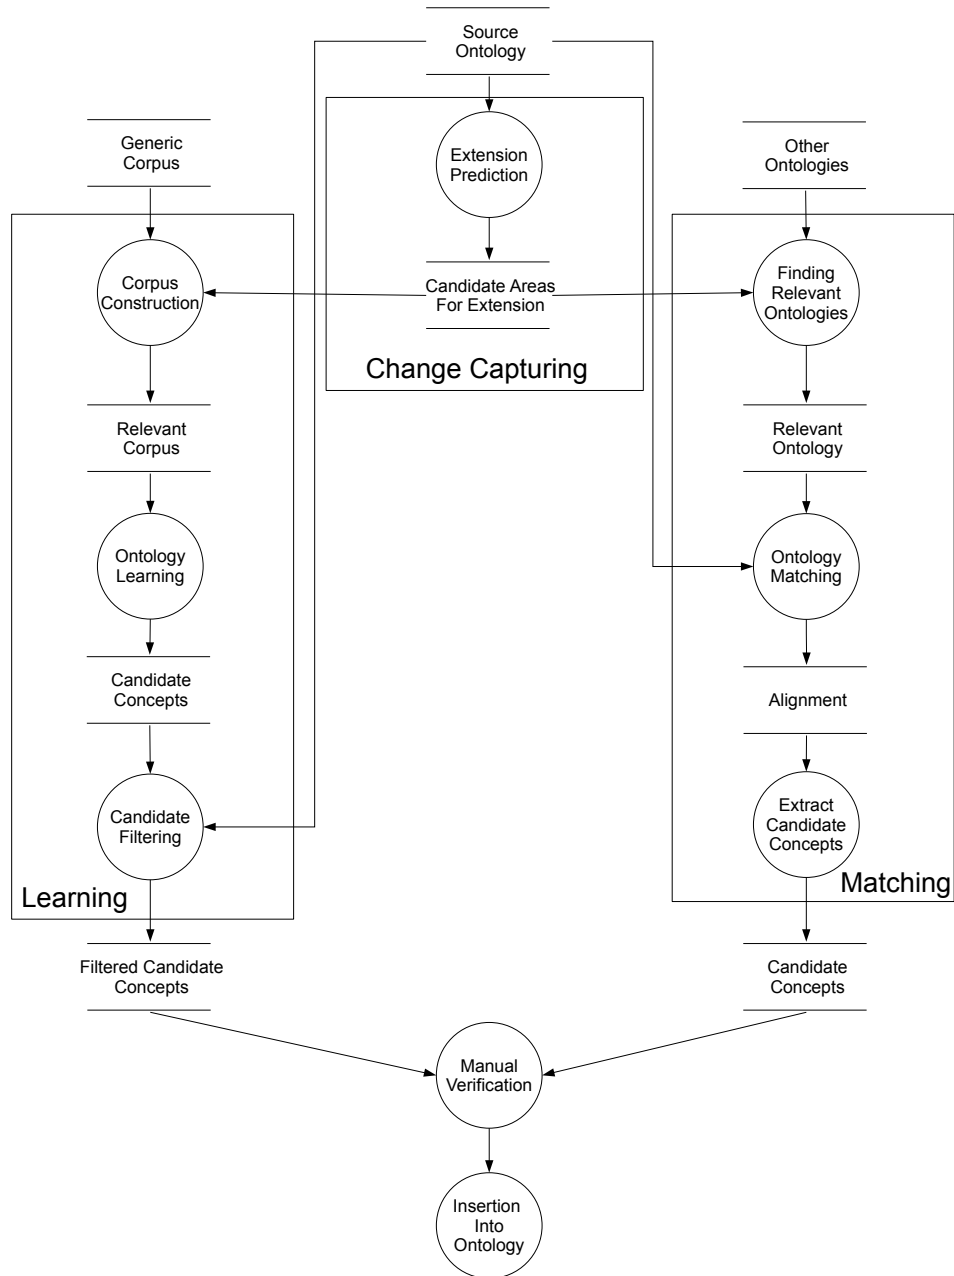 Source
Ontology
Generic
Corpus
Extension
Prediction
Other
Ontologies
Corpus
Construction
Candidate Areas
For Extension
Finding
Relevant
Ontologies
Change Capturing
Relevant
Corpus
Relevant
Ontology
Ontology
Learning
Ontology
Matching
Candidate
Concepts
Alignment
Candidate
Filtering
Extract
Candidate
Concepts
Learning
Matching
Filtered Candidate
Concepts
Candidate
Concepts
Manual
Verification
Insertion
Into
Ontology